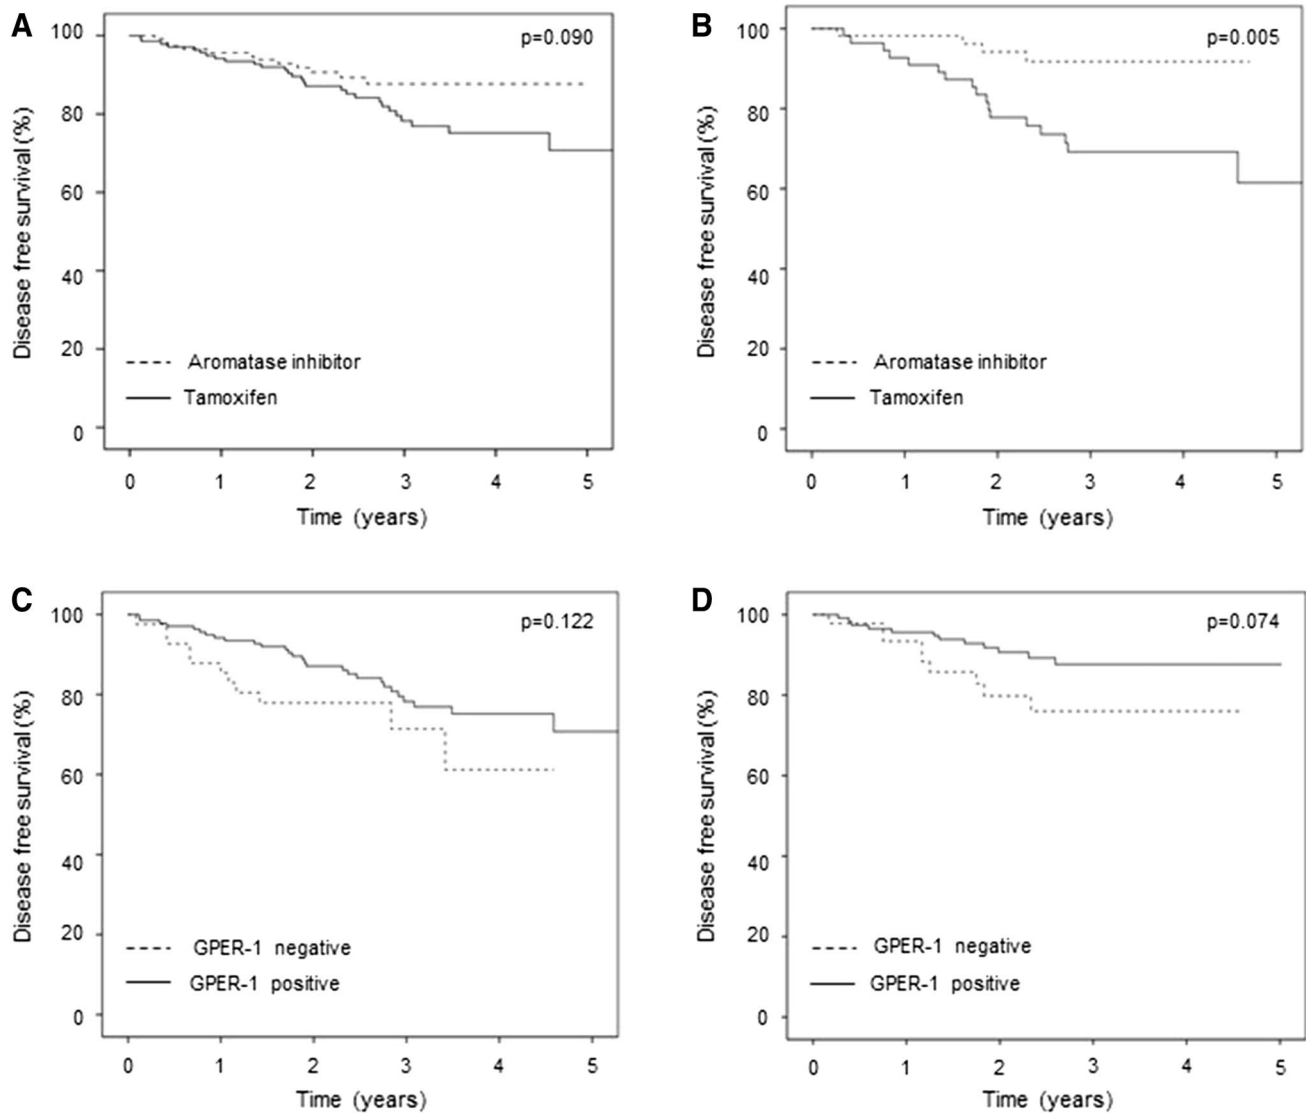 A
p=0.090
Disease free survival (%)
100
80
60
40
20
0
Aromatase inhibitor
Tamoxifen
0 1 2 3 4 5
Time (years)
B
p=0.005
Disease free survival (%)
100
80
60
40
20
0
Aromatase inhibitor
Tamoxifen
0 1 2 3 4 5
Time (years)
C
p=0.122
Disease free survival (%)
100
80
60
40
20
0
GPER-1 negative
GPER-1 positive
0 1 2 3 4 5
Time (years)
D
p=0.074
Disease free survival (%)
100
80
60
40
20
0
GPER-1 negative
GPER-1 positive
0 1 2 3 4 5
Time (years)